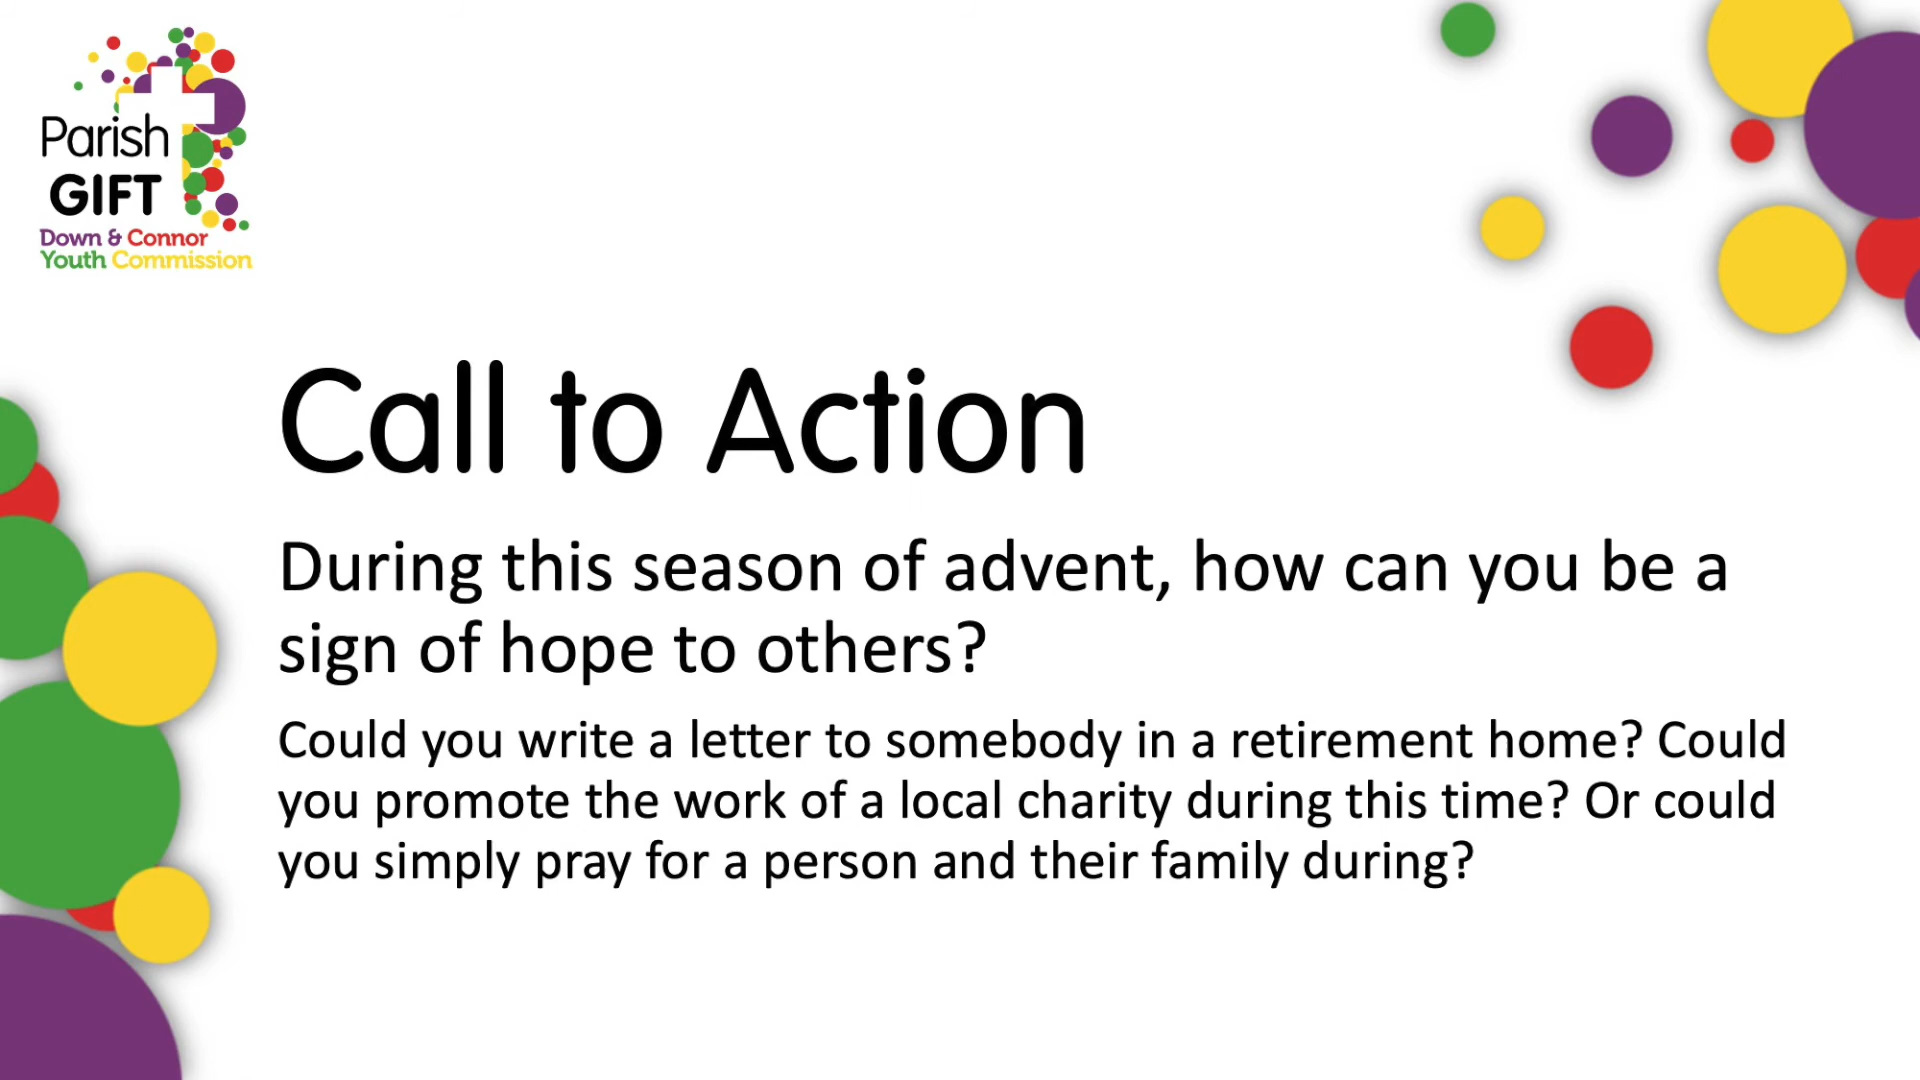 Parish
GIFT
Down & Connor
Youth Commission
Call to Action
During this season of advent, how can you be a
sign of hope to others?
Could you write a letter to somebody in a retirement home? Could
you promote the work of a local charity during this time? Or could
you simply pray for a person and their family during?